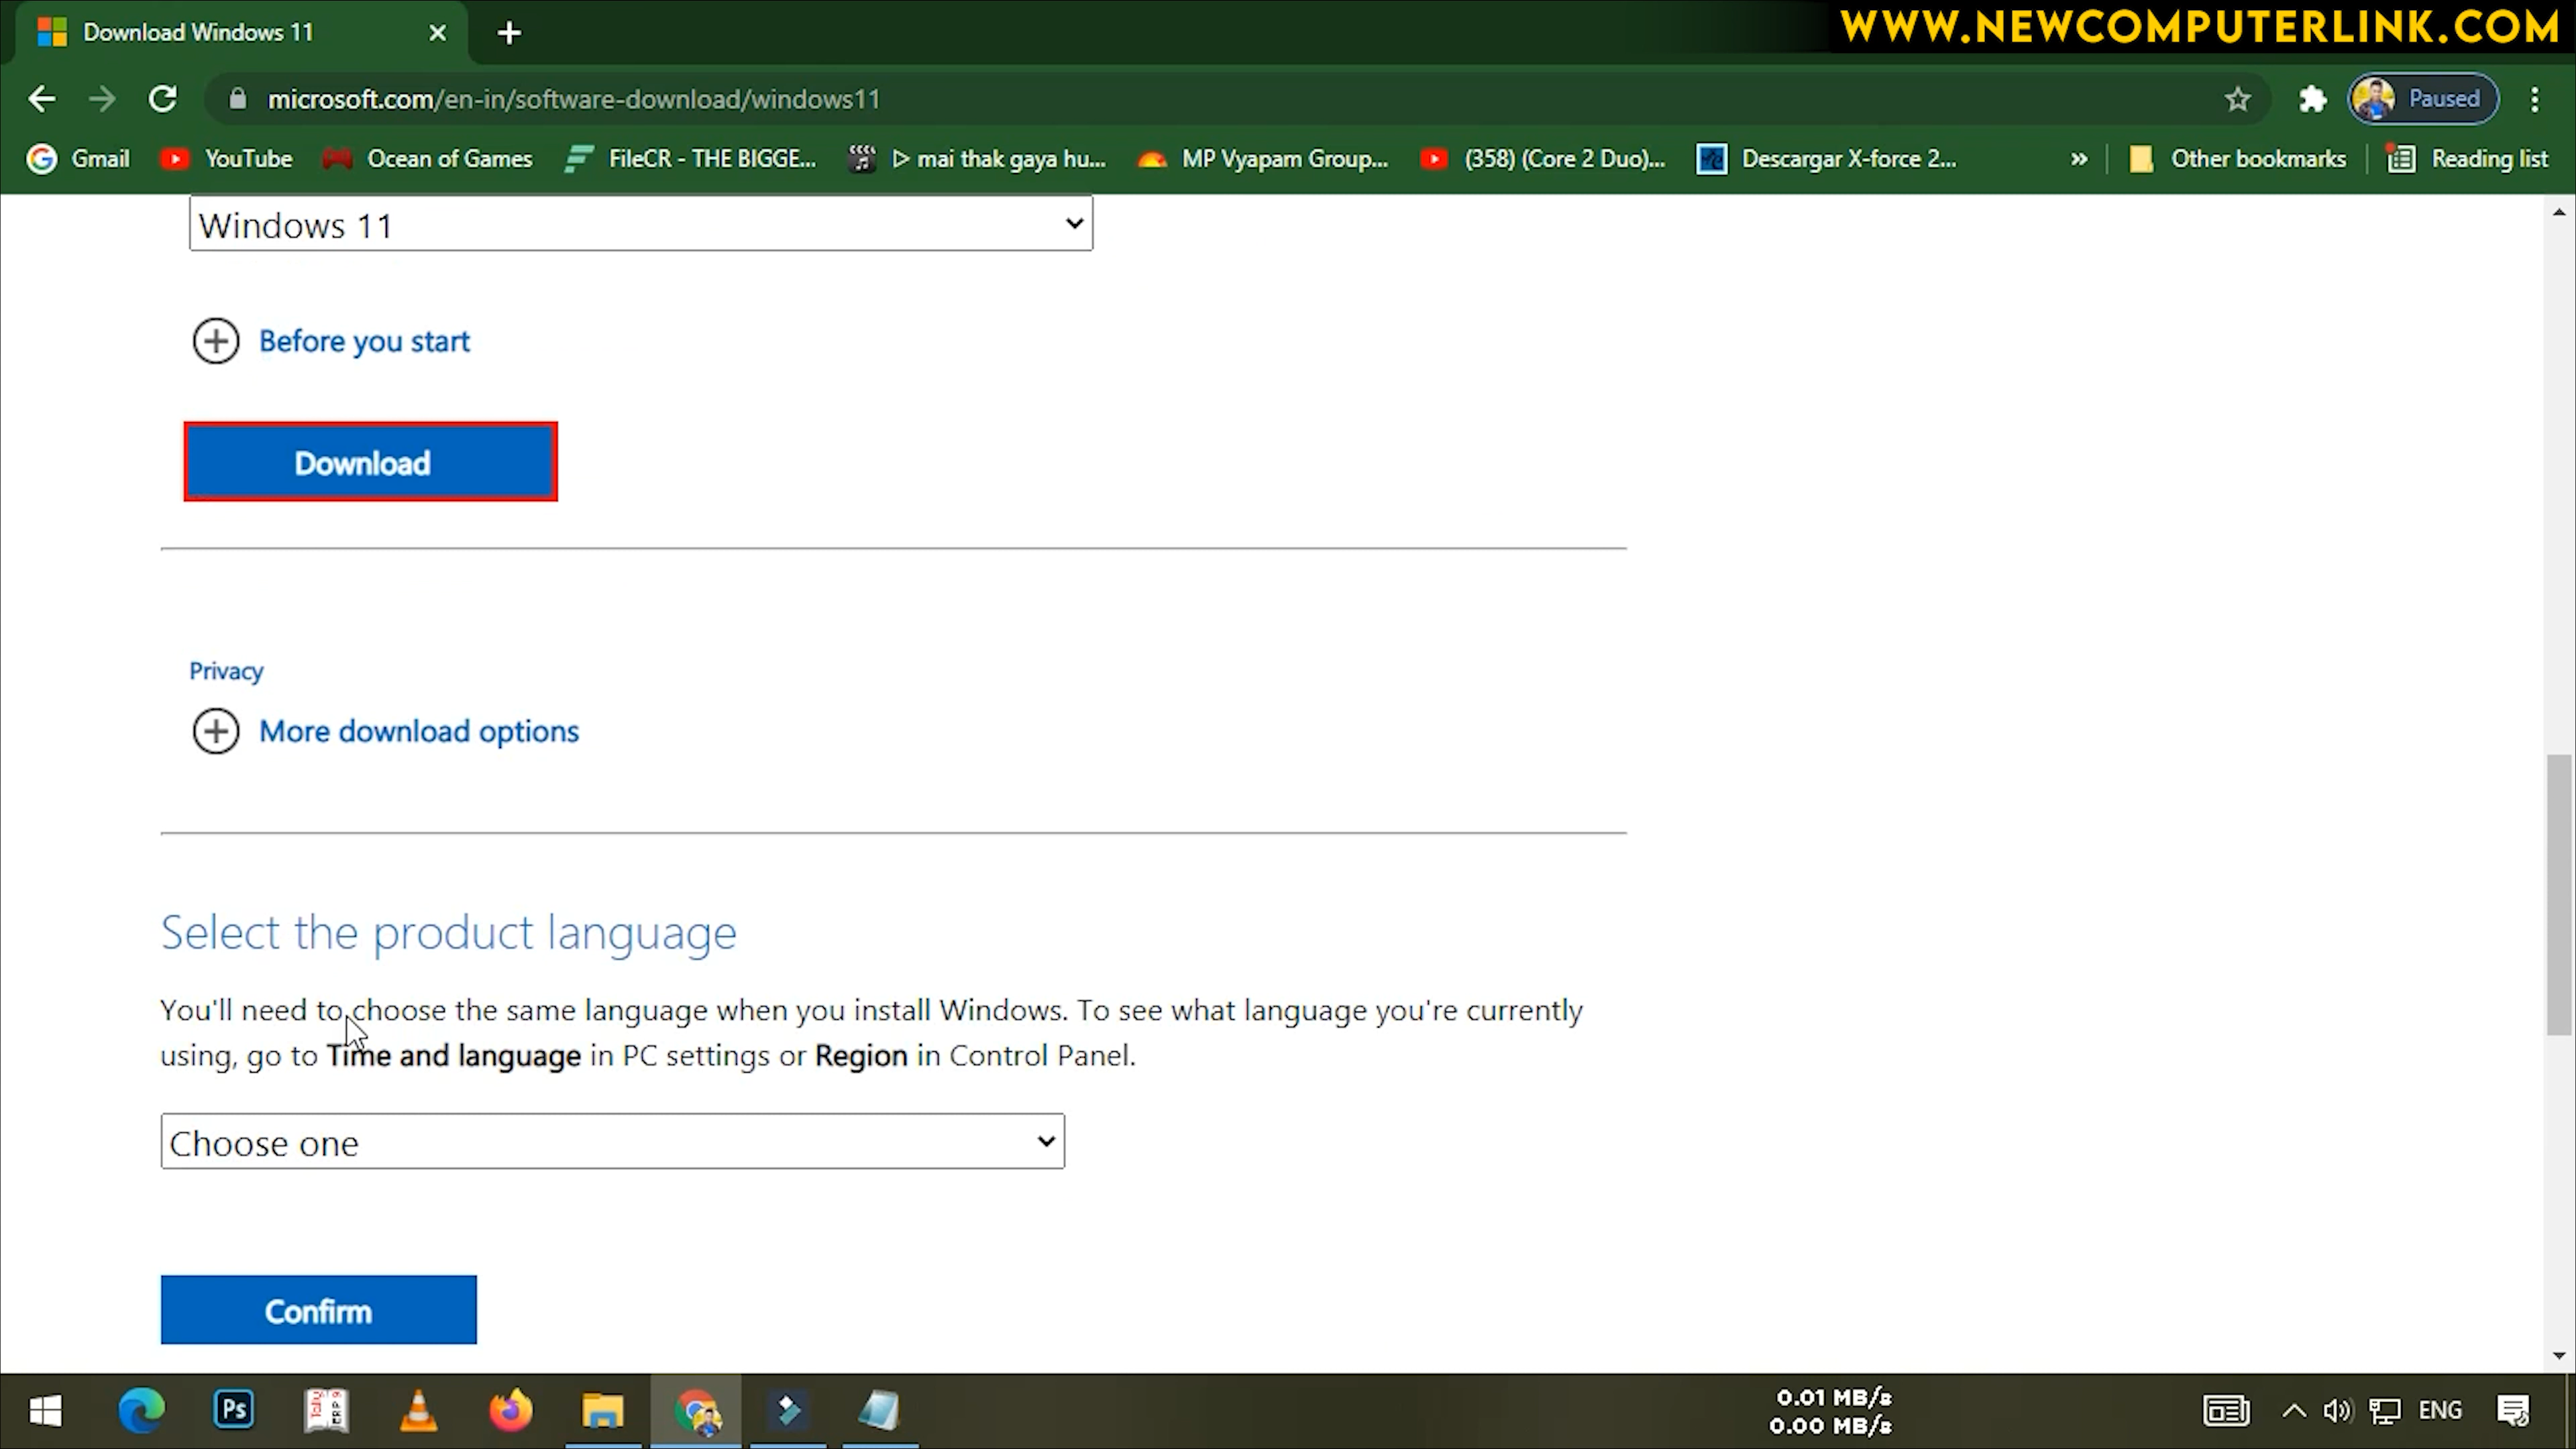 Download Windows 11
WWW.NEWCOMPUTERLINK.COM
microsoft.com/en-in/software-download/windows11
Paused
Gmail YouTube Ocean of Games FileCR - THE BIGGE... mai thak gaya hu... MP Vyapam Group... (358) (Core 2 Duo)... Descargar X-force 2... » Other bookmarks Reading list
Windows 11
Before you start
Download
Privacy
More download options
Select the product language
You'll need to choose the same language when you install Windows. To see what language you're currently
using, go to Time and language in PC settings or Region in Control Panel.
Choose one
Confirm
Ps
Tally ERP 9
0.01 MB/s
0.00 MB/s
ENG